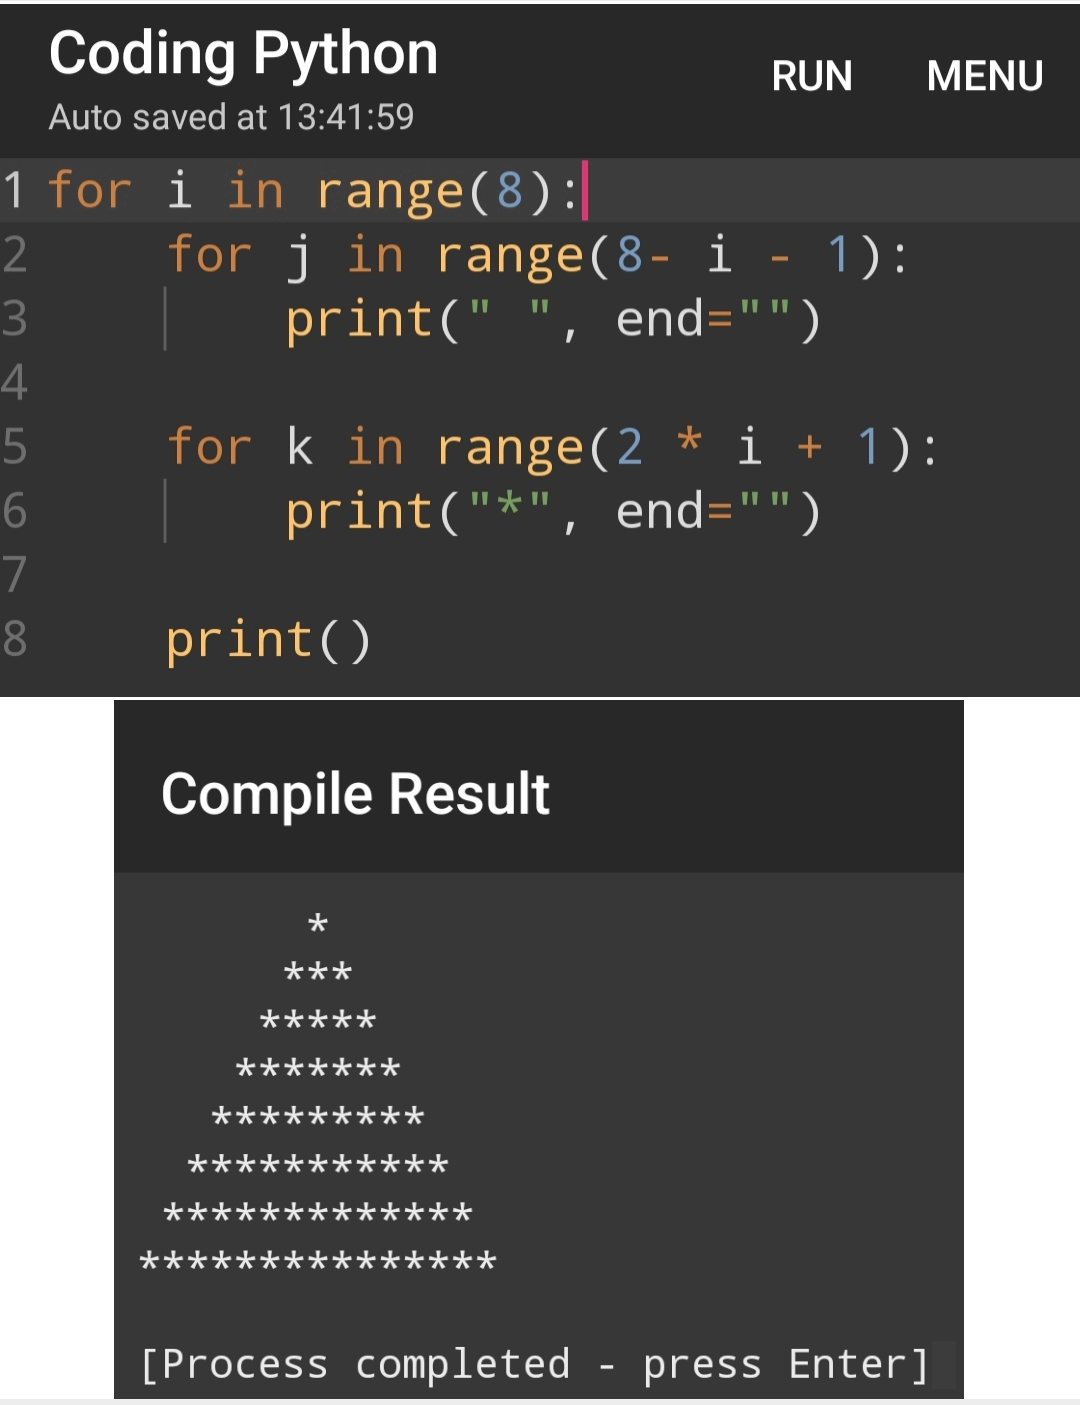 Coding Python
RUN MENU
Auto saved at 13:41:59
1 for i in range(8):
2     for j in range(8- i - 1):
3         print(" ", end="")
4
5     for k in range(2 * i + 1):
6         print("*", end="")
7
8     print()
Compile Result
       *
      ***
     *****
    *******
   *********
  ***********
 *************
***************
[Process completed - press Enter]